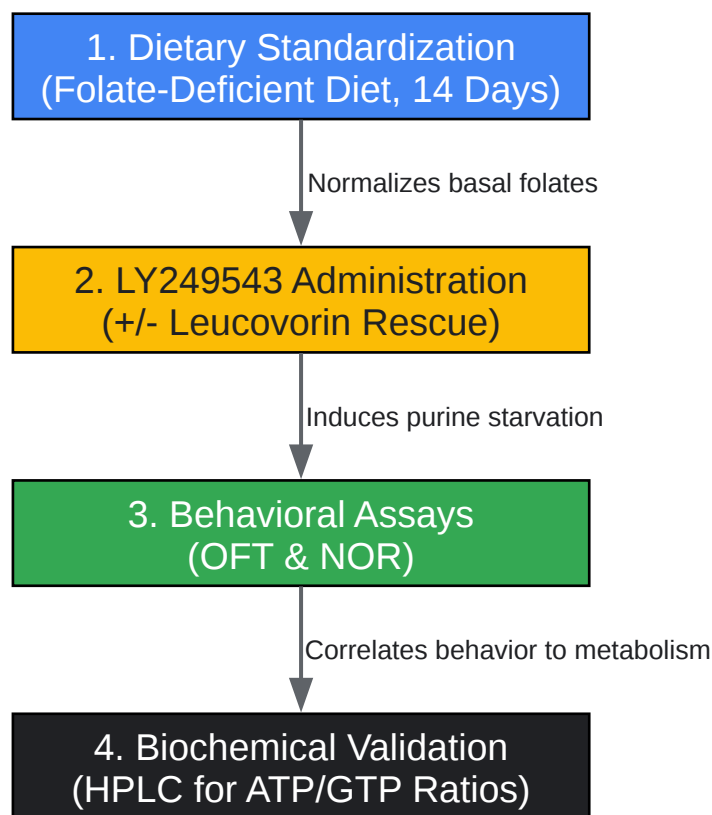 1. Dietary Standardization
(Folate-Deficient Diet, 14 Days)
Normalizes basal folates
2. LY249543 Administration
(+/- Leucovorin Rescue)
Induces purine starvation
3. Behavioral Assays
(OFT & NOR)
Correlates behavior to metabolism
4. Biochemical Validation
(HPLC for ATP/GTP Ratios)